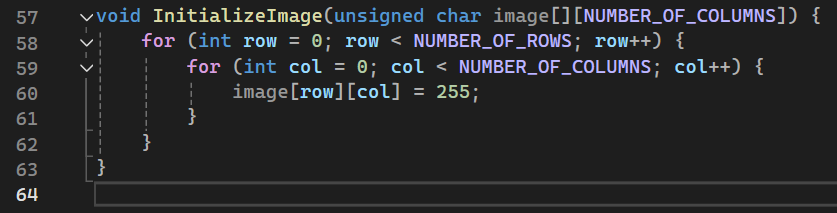 57 void InitializeImage(unsigned char image[][NUMBER_OF_COLUMNS]) {
58     for (int row = 0; row < NUMBER_OF_ROWS; row++) {
59         for (int col = 0; col < NUMBER_OF_COLUMNS; col++) {
60             image[row][col] = 255;
61         }
62     }
63 }
64